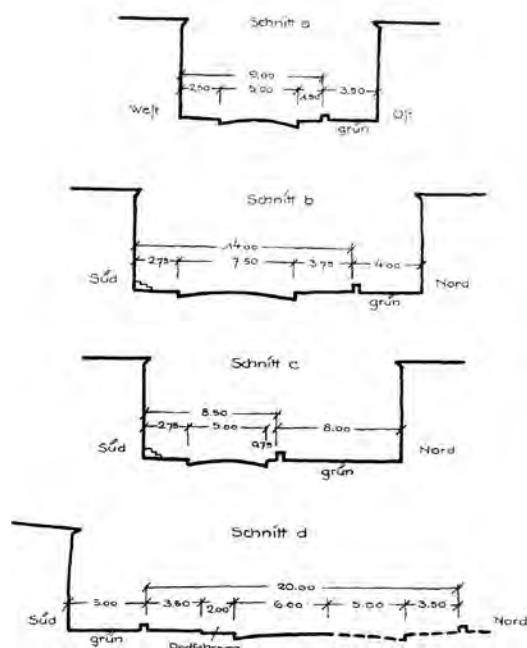 Schnitt a
9.00
2.50 5.00 1.50 3.50
West Ost
grün
Schnitt b
14.00
2.75 7.50 3.75 4.00
Süd Nord
grün
Schnitt c
8.50
2.75 5.00 0.75 8.00
Süd Nord
grün
Schnitt d
20.00
5.00 3.50 2.00 6.00 5.00 3.50
Süd Nord
grün